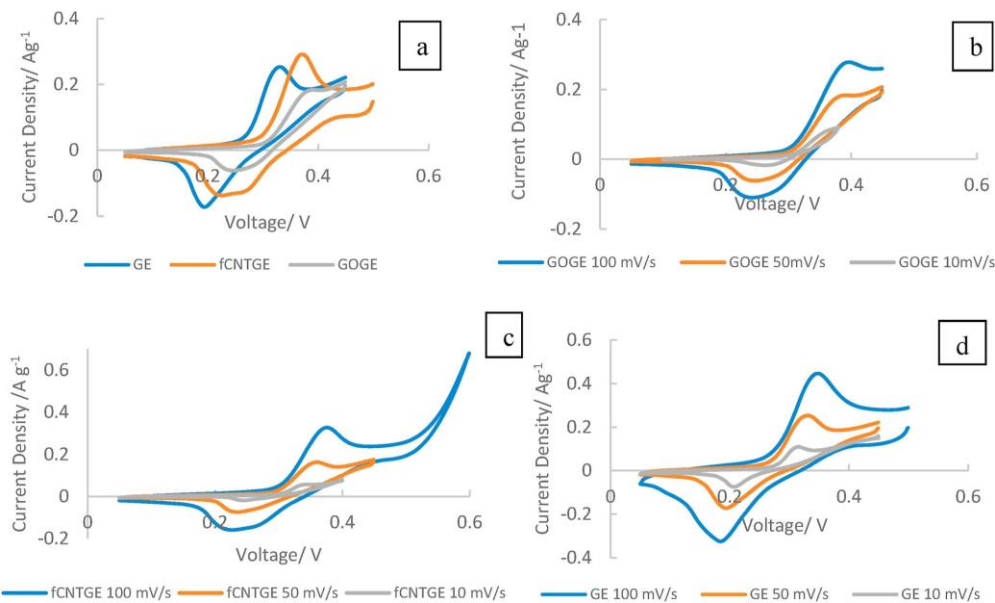 a
Current Density/ Ag-1
0.4
0.2
0
-0.2
0
0.2
0.4
0.6
Voltage/ V
GE fCNTGE GOGE
b
Current Density/ Ag-1
0.4
0.2
0
-0.2
0
0.2
0.4
0.6
Voltage/ V
GOGE 100 mV/s GOGE 50mV/s GOGE 10mV/s
c
Current Density /A g-1
0.6
0.4
0.2
0
-0.2
0
0.2
0.4
0.6
Voltage/ V
fCNTGE 100 mV/s fCNTGE 50 mV/s fCNTGE 10 mV/s
d
Current Density/ Ag-1
0.6
0.4
0.2
0
-0.2
-0.4
0
0.2
0.4
0.6
Voltage/ V
GE 100 mV/s GE 50 mV/s GE 10 mV/s